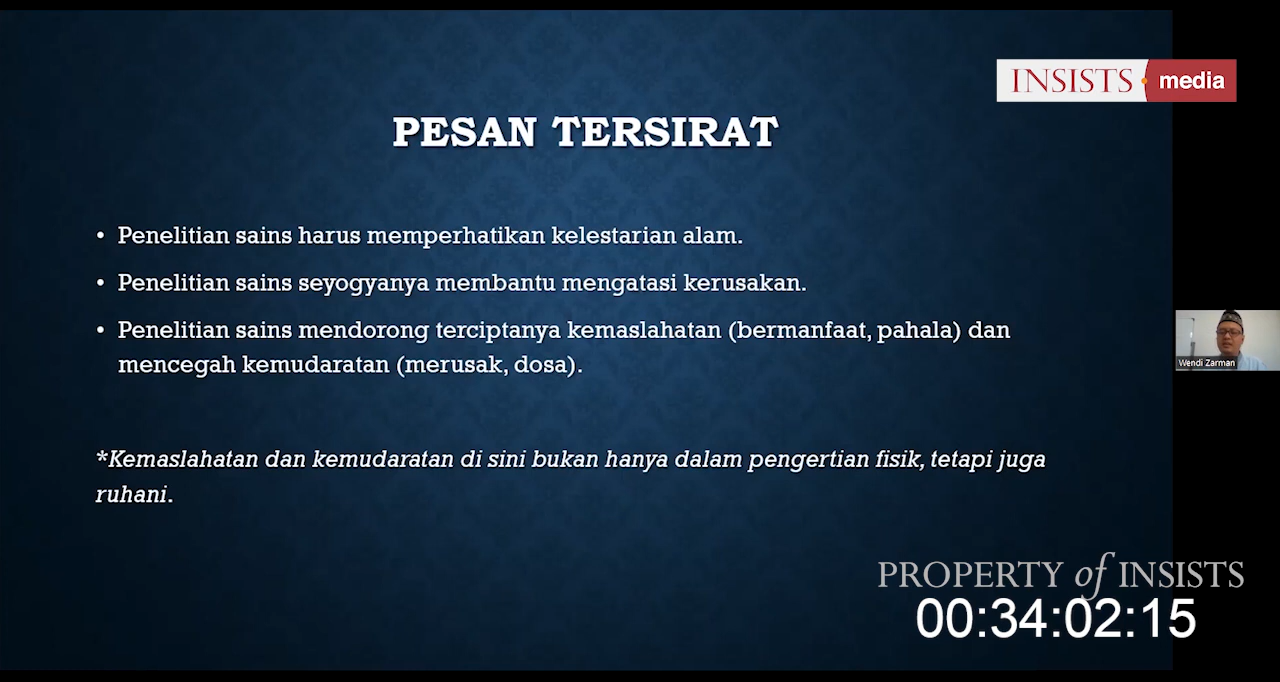 INSISTS media
PESAN TERSIRAT
• Penelitian sains harus memperhatikan kelestarian alam.
• Penelitian sains seyogyanya membantu mengatasi kerusakan.
• Penelitian sains mendorong terciptanya kemaslahatan (bermanfaat, pahala) dan
mencegah kemudaratan (merusak, dosa).
Wendi Zarman
*Kemaslahatan dan kemudaratan di sini bukan hanya dalam pengertian fisik, tetapi juga
ruhani.
PROPERTY of INSISTS
00:34:02:15